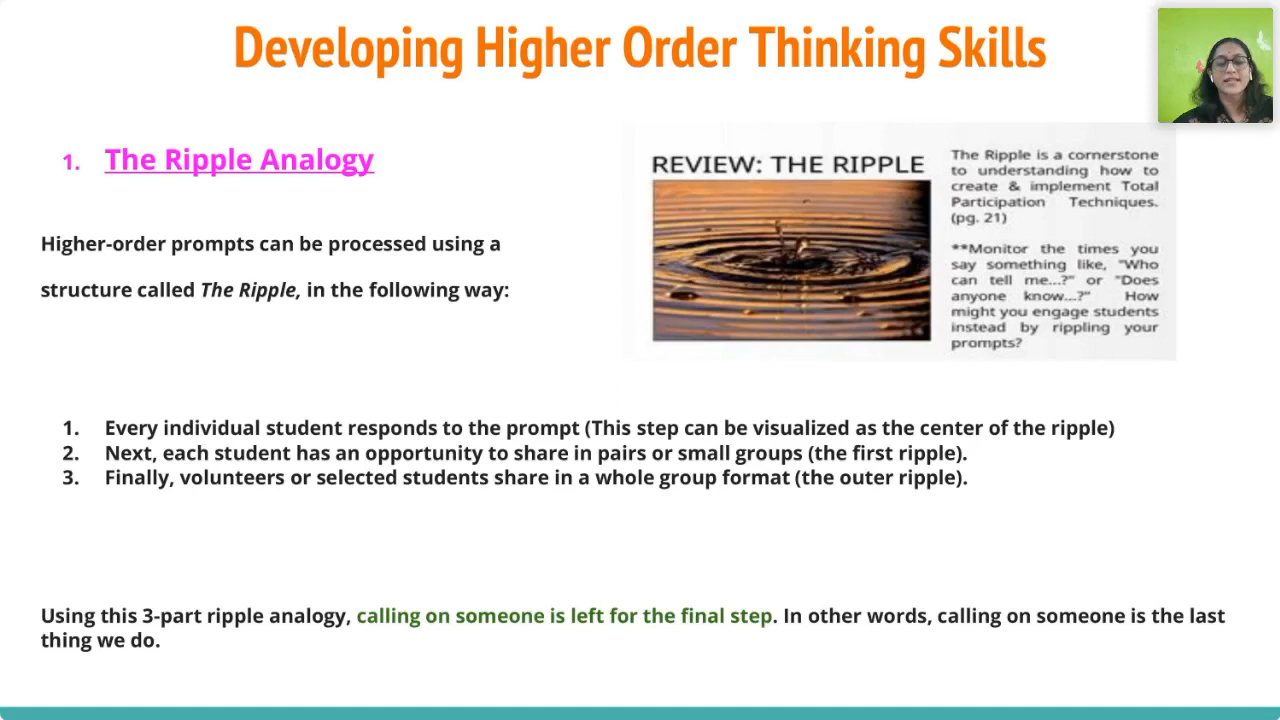 Developing Higher Order Thinking Skills
1. The Ripple Analogy
Higher-order prompts can be processed using a
structure called The Ripple, in the following way:
REVIEW: THE RIPPLE
The Ripple is a cornerstone
to understanding how to
create & implement Total
Participation Techniques.
(pg. 21)
**Monitor the times you
say something like, "Who
can tell me...?" or "Does
anyone know...?" How
might you engage students
instead by rippling your
prompts?
1. Every individual student responds to the prompt (This step can be visualized as the center of the ripple)
2. Next, each student has an opportunity to share in pairs or small groups (the first ripple).
3. Finally, volunteers or selected students share in a whole group format (the outer ripple).
Using this 3-part ripple analogy, calling on someone is left for the final step. In other words, calling on someone is the last
thing we do.